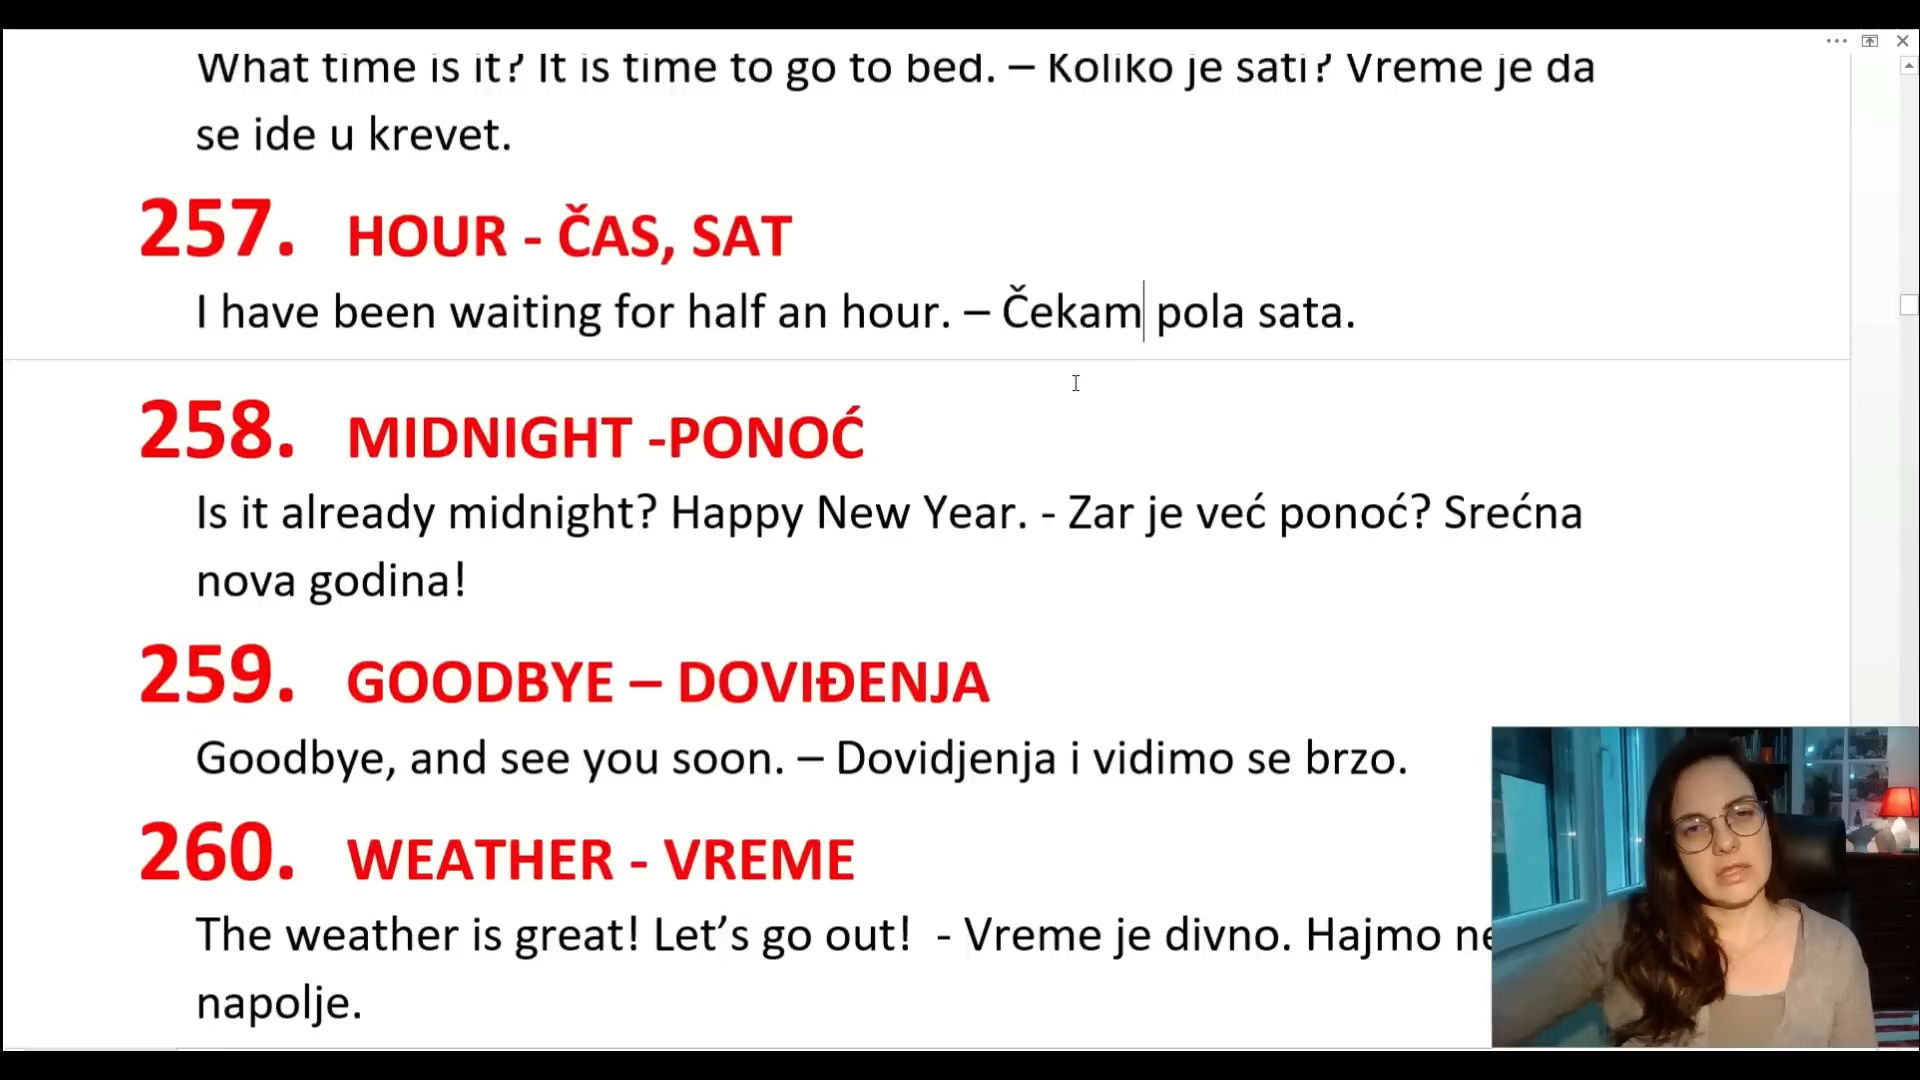 What time is it? It is time to go to bed. – Koliko je sati? Vreme je da
se ide u krevet.
257. HOUR - ČAS, SAT
I have been waiting for half an hour. – Čekam pola sata.
258. MIDNIGHT -PONOĆ
Is it already midnight? Happy New Year. - Zar je već ponoć? Srećna
nova godina!
259. GOODBYE – DOVIĐENJA
Goodbye, and see you soon. – Dovidjenja i vidimo se brzo.
260. WEATHER - VREME
The weather is great! Let’s go out!  - Vreme je divno. Hajmo
napolje.